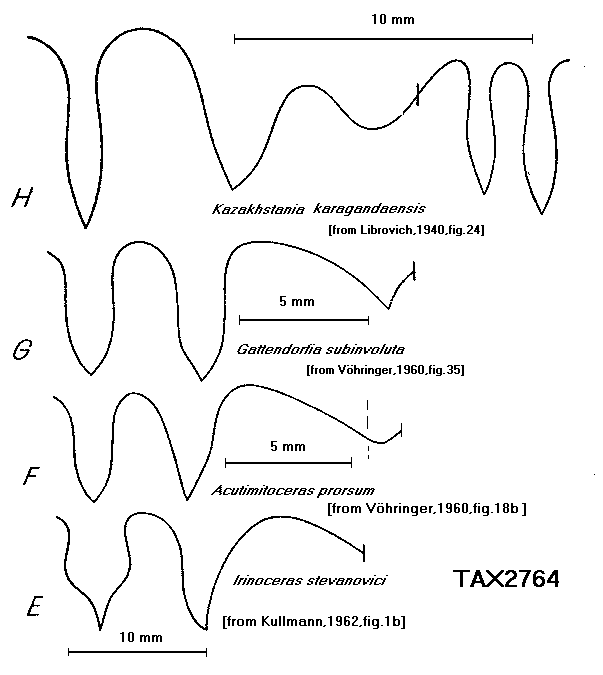 10 mm
H
Kazakhstania karagandaensis
[from Librovich,1940,fig.24]
5 mm
G
Gattendorfia subinvoluta
[from Vöhringer,1960,fig.35]
5 mm
F
Acutimitoceras prorsum
[from Vöhringer,1960,fig.18b]
Irinoceras stevanovici
TAX2764
E
[from Kullmann,1962,fig.1b]
10 mm